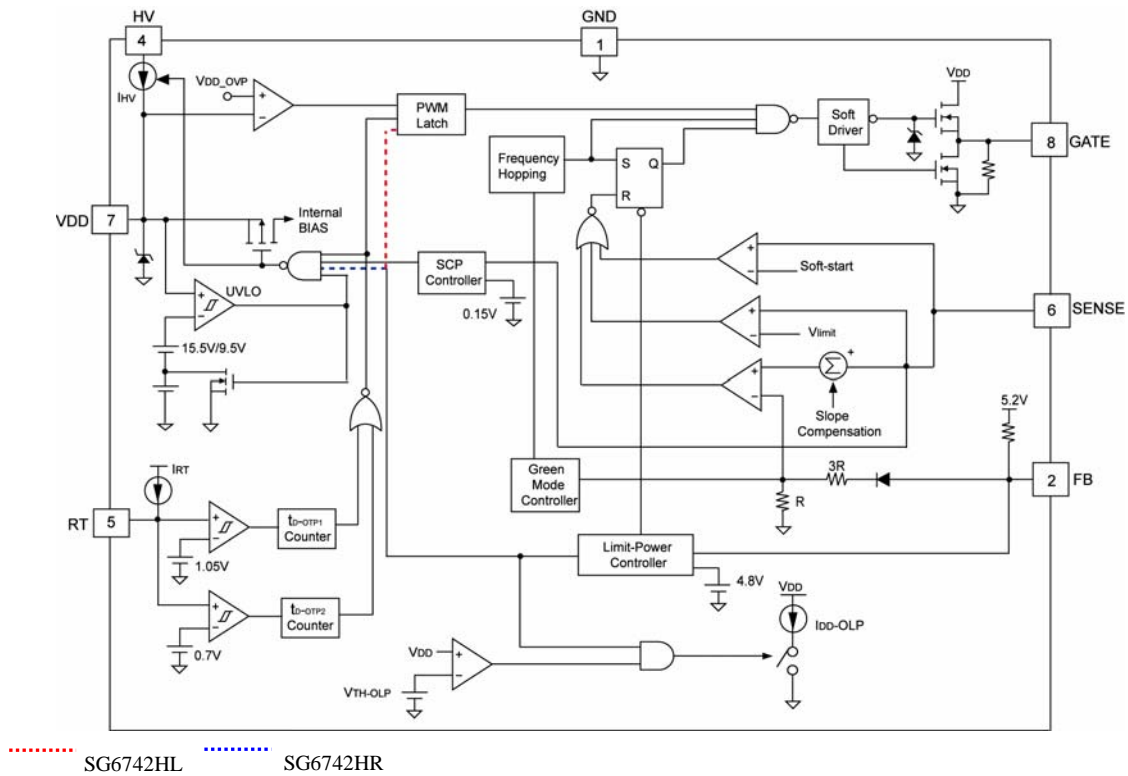 HV
4
GND
1
IHV
VDD_OVP
+
−
PWM
Latch
VDD
Soft
Driver
8
GATE
Frequency
Hopping
S
Q
R
VDD
7
Internal
BIAS
SCP
Controller
0.15V
+
−
Soft-start
UVLO
+
−
15.5V/9.5V
+
−
Vlimit
6
SENSE
+
−
Σ
+
Slope
Compensation
5.2V
IRT
Green
Mode
Controller
3R
R
2
FB
RT
5
+
−
tD-OTP1
Counter
1.05V
Limit-Power
Controller
4.8V
+
−
tD-OTP2
Counter
0.7V
VDD
IDD-OLP
VDD
+
−
VTH-OLP
SG6742HL
SG6742HR